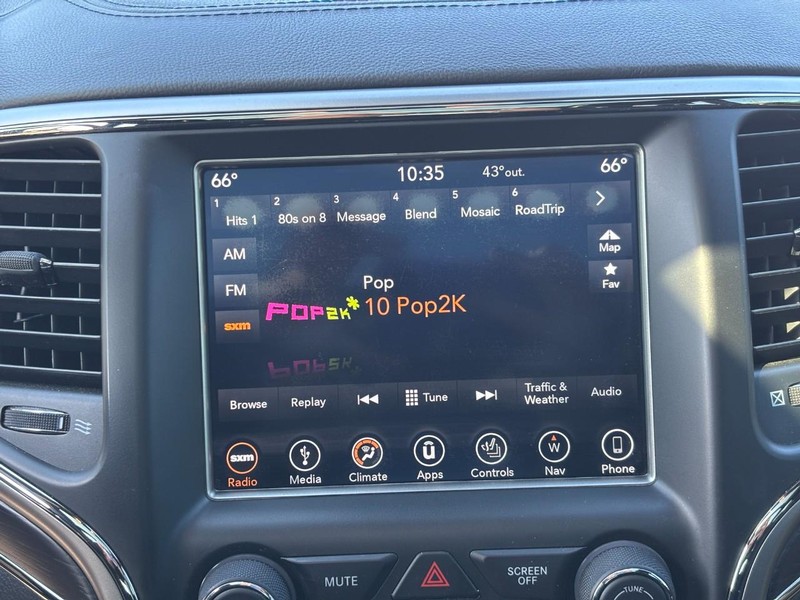 66° 10:35 43°out. 66°
1 Hits 1 2 80s on 8 3 Message 4 Blend 5 Mosaic 6 RoadTrip
AM
Map
FM
Fav
sxm
Pop
POP2K* 10 Pop2K
Browse Replay Tune Traffic & Weather Audio
sxm Radio Media Climate Apps Controls W Nav Phone
MUTE SCREEN OFF TUNE